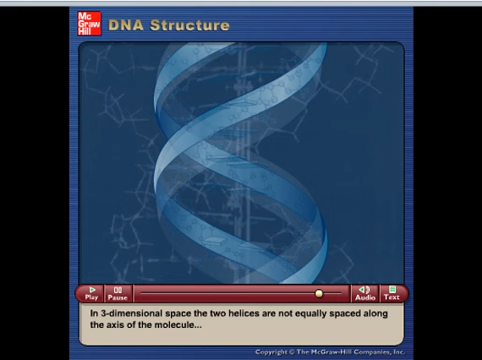 Mc
Graw
Hill
DNA Structure
Play
Pause
Audio
Text
In 3-dimensional space the two helices are not equally spaced along
the axis of the molecule...
Copyright © The McGraw-Hill Companies, Inc.